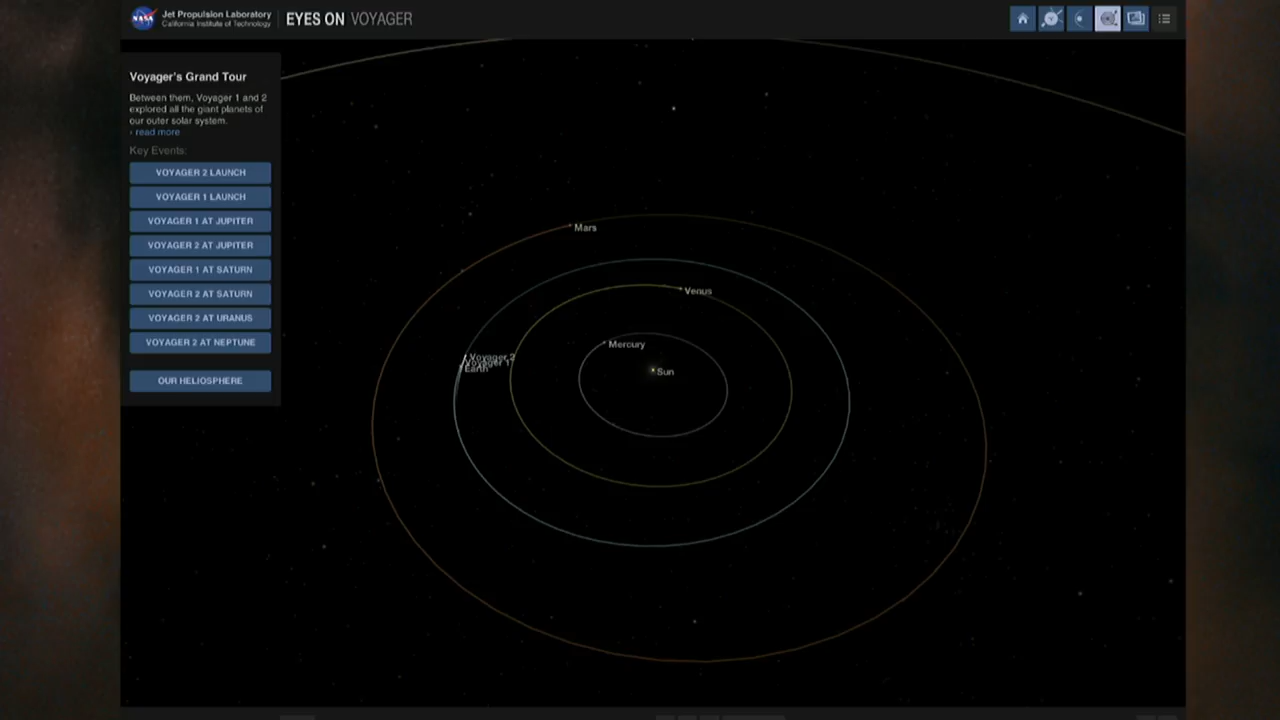 NASA
Jet Propulsion Laboratory
California Institute of Technology
EYES ON VOYAGER
Voyager's Grand Tour
Between them, Voyager 1 and 2
explored all the giant planets of
our outer solar system.
› read more
Key Events:
VOYAGER 2 LAUNCH
VOYAGER 1 LAUNCH
VOYAGER 1 AT JUPITER
VOYAGER 2 AT JUPITER
VOYAGER 1 AT SATURN
VOYAGER 2 AT SATURN
VOYAGER 2 AT URANUS
VOYAGER 2 AT NEPTUNE
OUR HELIOSPHERE
Mars
Venus
Mercury
Sun
Voyager 2
Voyager 1
Earth